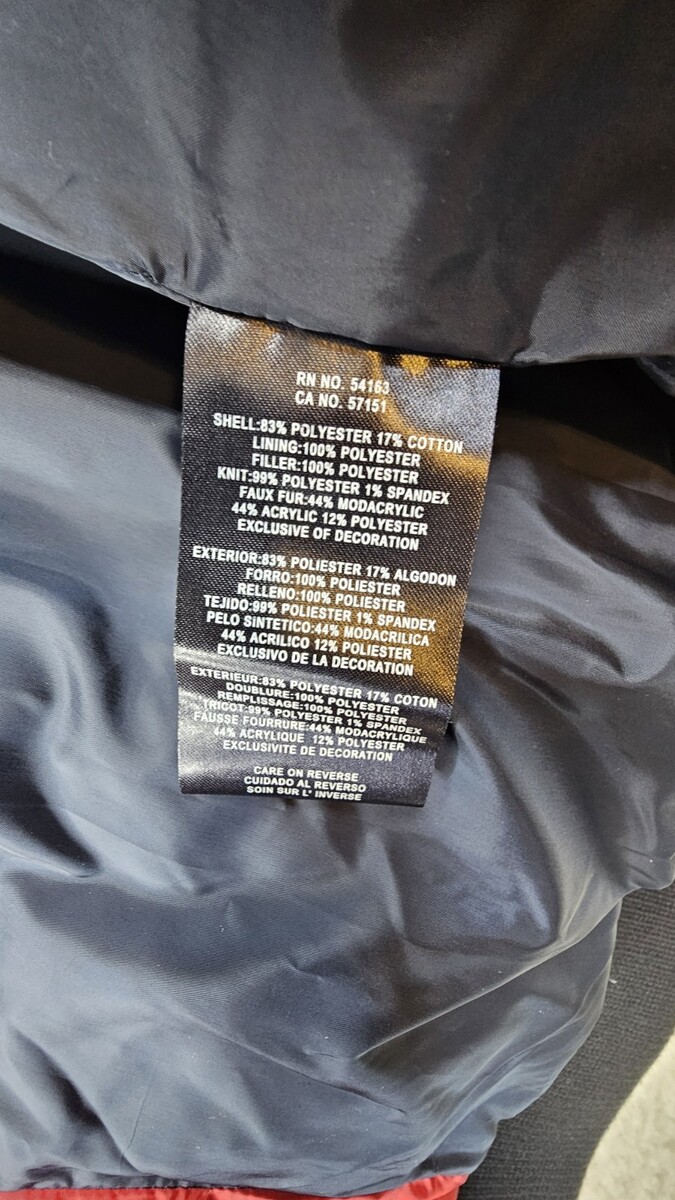 RN NO. 54163
CA NO. 57151
SHELL:83% POLYESTER 17% COTTON
LINING:100% POLYESTER
FILLER:100% POLYESTER
KNIT:99% POLYESTER 1% SPANDEX
FAUX FUR:44% MODACRYLIC
44% ACRYLIC 12% POLYESTER
EXCLUSIVE OF DECORATION
EXTERIOR:83% POLIESTER 17% ALGODON
FORRO:100% POLIESTER
RELLENO:100% POLIESTER
TEJIDO:99% POLIESTER 1% SPANDEX
PELO SINTETICO:44% MODACRILICA
44% ACRILICO 12% POLIESTER
EXCLUSIVO DE LA DECORATION
EXTERIEUR:83% POLYESTER 17% COTON
DOUBLURE:100% POLYESTER
REMPLISSAGE:100% POLYESTER
TRICOT:99% POLYESTER 1% SPANDEX
FAUSSE FOURRURE:44% MODACRYLIQUE
44% ACRYLIQUE 12% POLYESTER
EXCLUSIVITE DE DECORATION
CARE ON REVERSE
CUIDADO AL REVERSO
SOIN SUR L' INVERSE